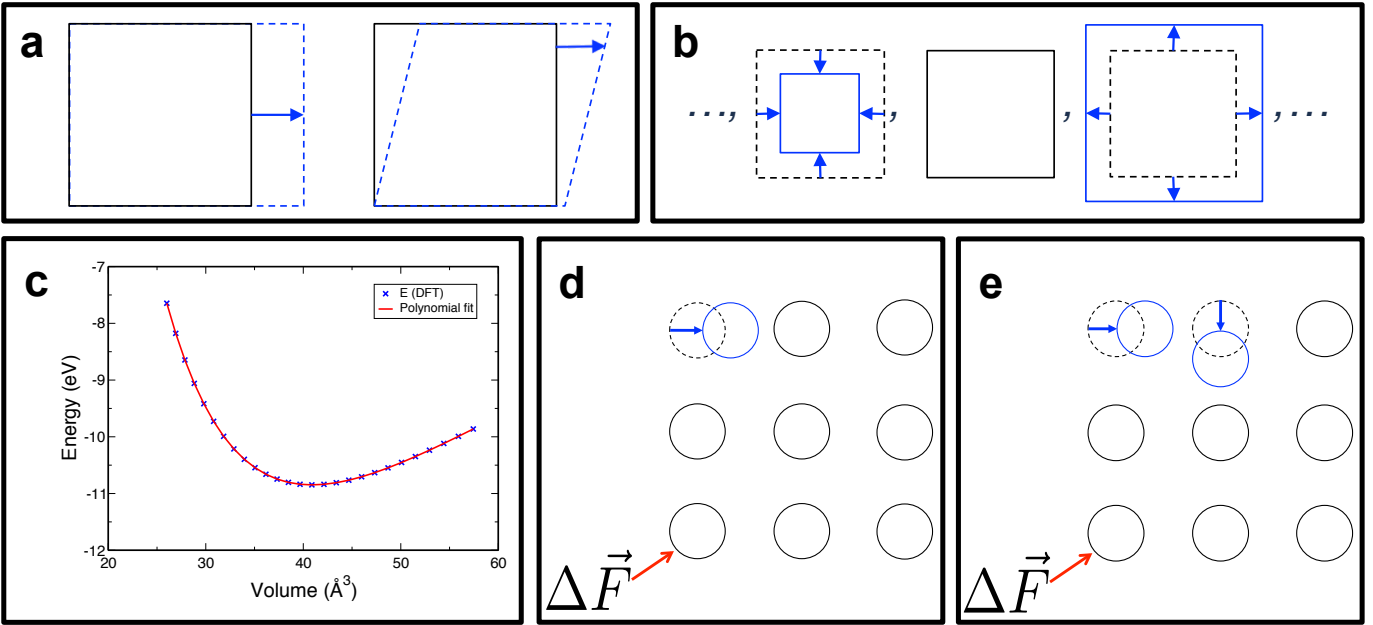 a
b
..., , , ...
c
Energy (eV)
-7
-8
-9
-10
-11
-12
20 30 40 50 60
Volume (Å³)
E (DFT)
Polynomial fit
d
ΔF⃗
e
ΔF⃗